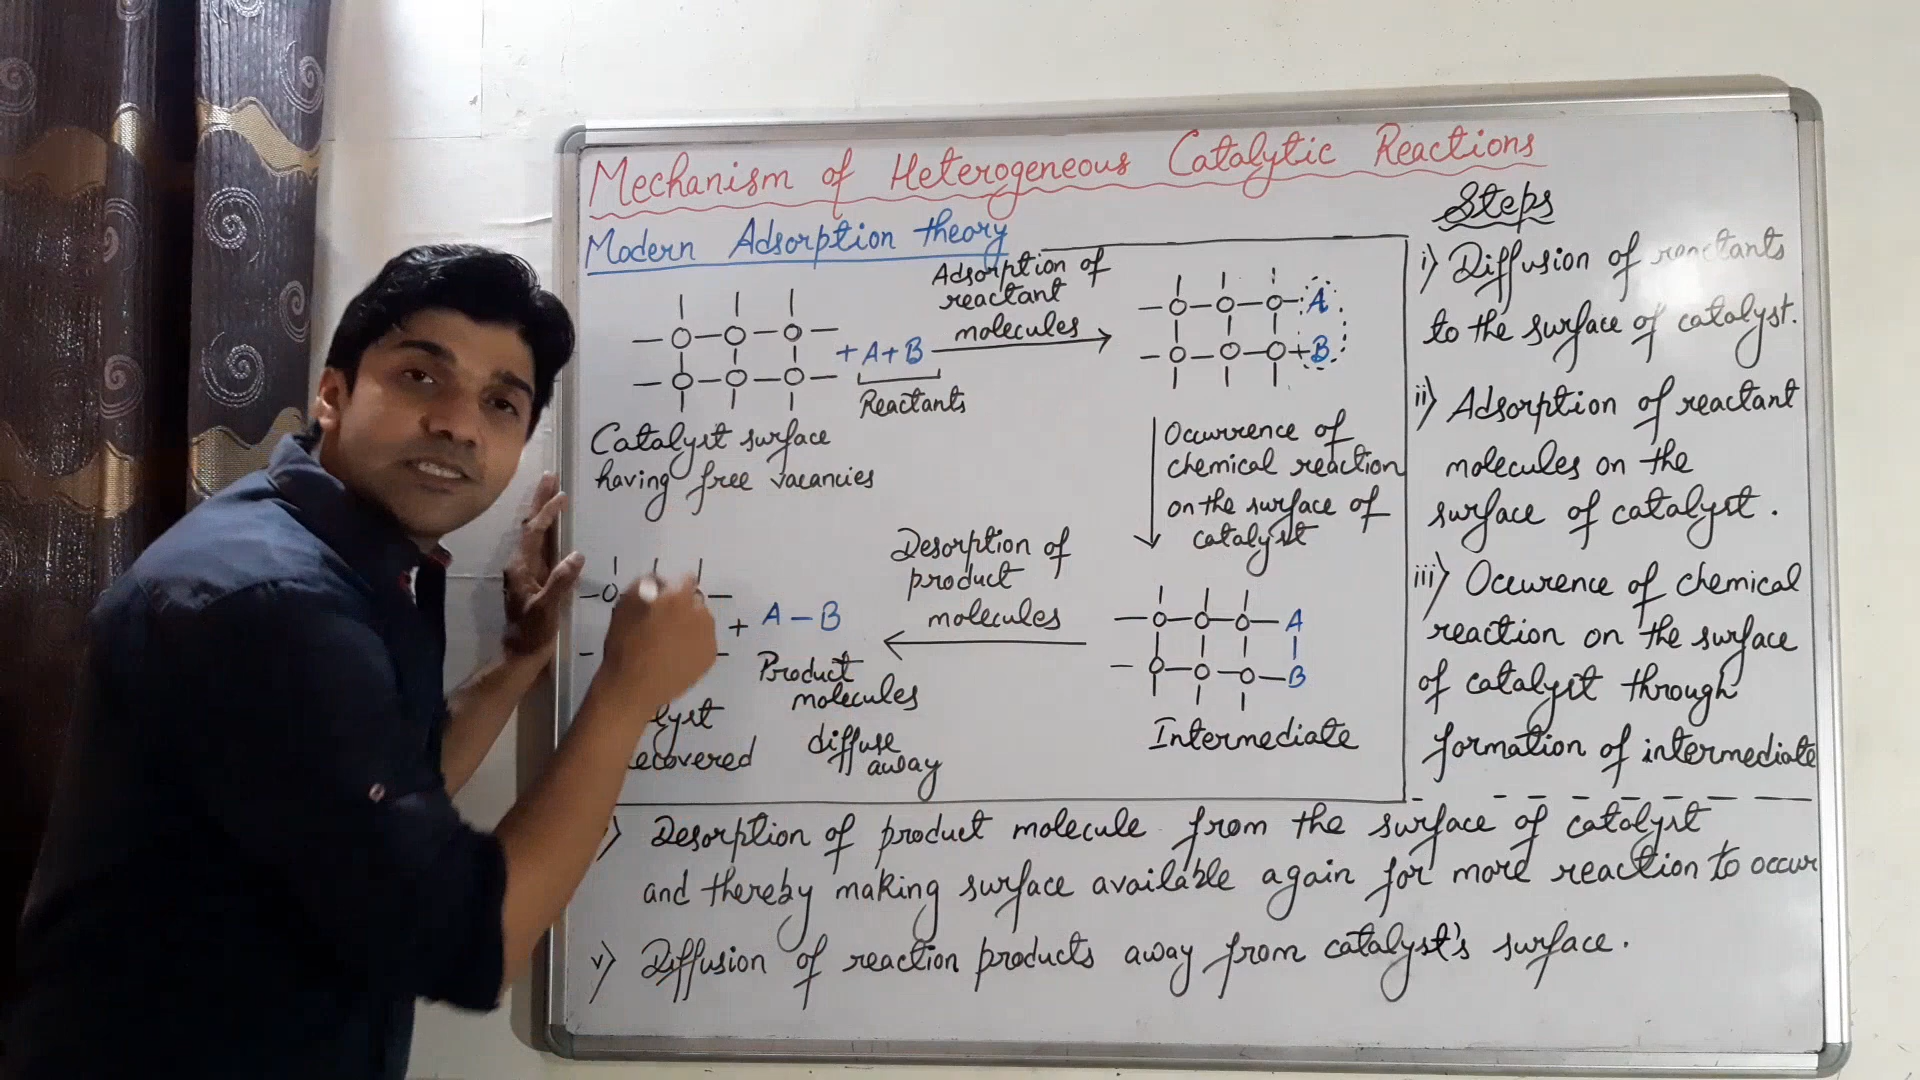 Mechanism of Heterogeneous Catalytic Reactions
Modern Adsorption theory
+ A+B
Reactants
Catalyst surface
having free vacancies
Adsorption of
reactant
molecules
A
B
Occurrence of
chemical reaction
on the surface of
catalyst
A
B
Intermediate
Desorption of
product
molecules
+ A-B
Product
molecules
diffuse
away
lyst
ecovered
Steps
i) Diffusion of reactants
to the surface of catalyst.
ii) Adsorption of reactant
molecules on the
surface of catalyst.
iii) Occurence of chemical
reaction on the surface
of catalyst through
formation of intermediate
) Desorption of product molecule from the surface of catalyst
and thereby making surface available again for more reaction to occur
v) Diffusion of reaction products away from catalyst's surface.